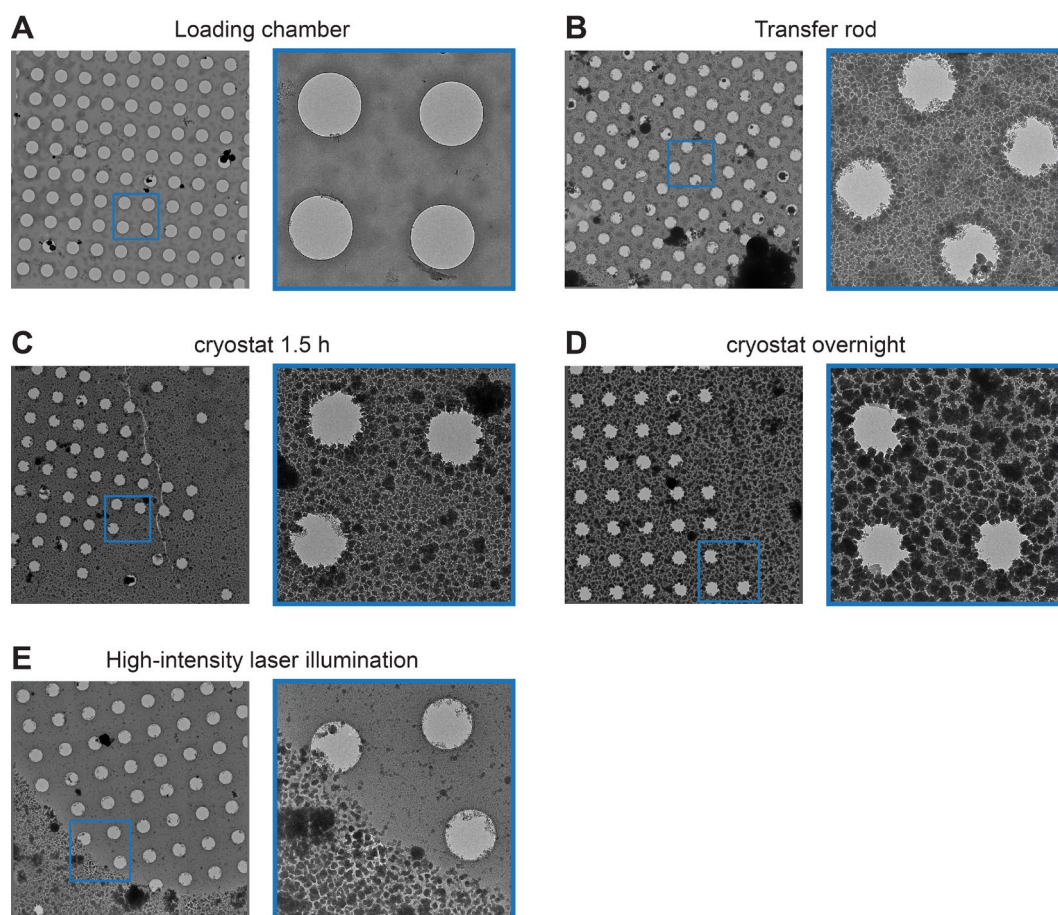 A
Loading chamber
B
Transfer rod
C
cryostat 1.5 h
D
cryostat overnight
E
High-intensity laser illumination